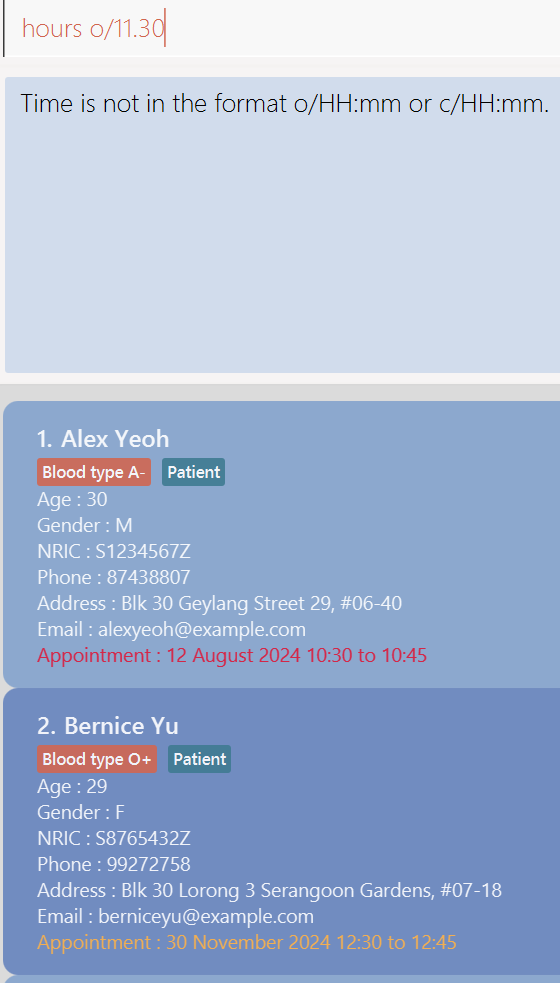 hours o/11.30
Time is not in the format o/HH:mm or c/HH:mm.
1. Alex Yeoh
Blood type A- Patient
Age : 30
Gender : M
NRIC : S1234567Z
Phone : 87438807
Address : Blk 30 Geylang Street 29, #06-40
Email : alexyeoh@example.com
Appointment : 12 August 2024 10:30 to 10:45
2. Bernice Yu
Blood type O+ Patient
Age : 29
Gender : F
NRIC : S8765432Z
Phone : 99272758
Address : Blk 30 Lorong 3 Serangoon Gardens, #07-18
Email : berniceyu@example.com
Appointment : 30 November 2024 12:30 to 12:45